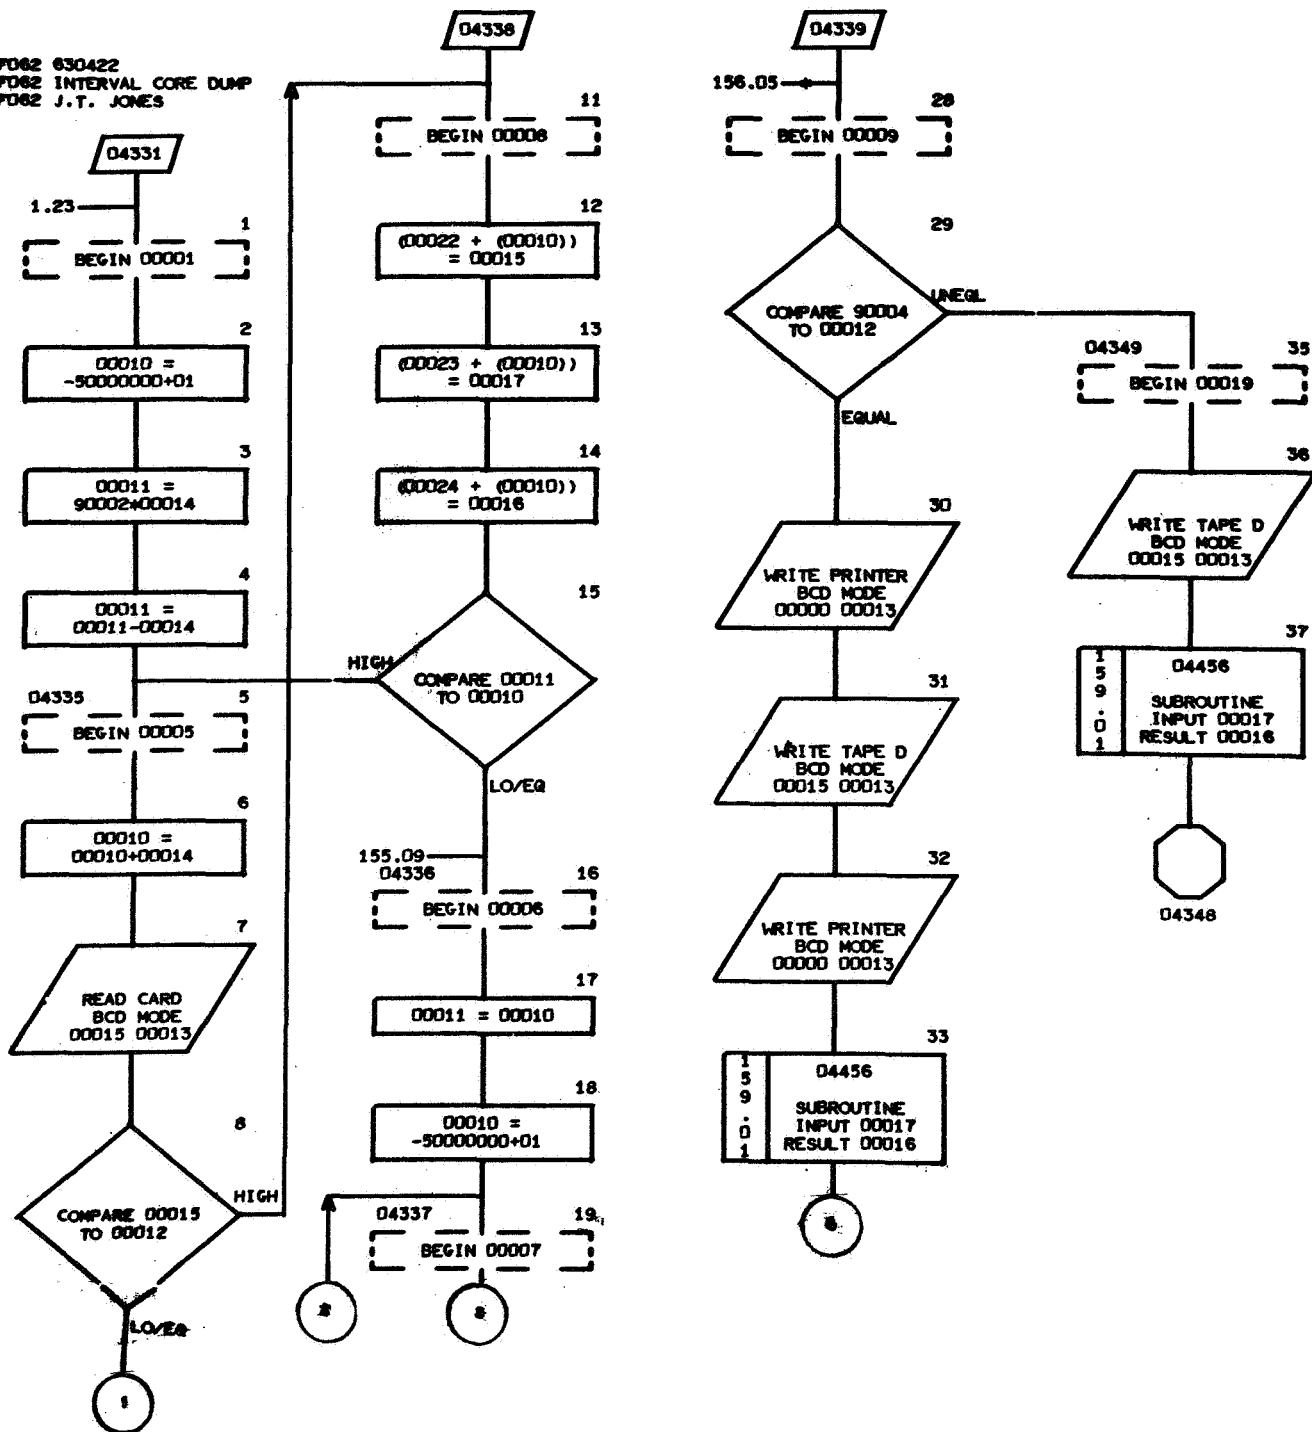 630422
INTERVAL CORE DUMP
J.T. JONES
04331
1.23
1
BEGIN 00001
2
00010 =
-50000000+01
3
00011 =
90002*00014
4
00011 =
00011-00014
04335
5
BEGIN 00005
6
00010 =
00010+00014
7
READ CARD
BCD MODE
00015 00013
8
COMPARE 00015
TO 00012
HIGH
LO/EQ
1
04338
11
BEGIN 00008
12
(00022 + (00010))
= 00015
13
(00023 + (00010))
= 00017
14
(00024 + (00010))
= 00016
15
HIGH
COMPARE 00011
TO 00010
LO/EQ
155.09
04336
16
BEGIN 00006
17
00011 = 00010
18
00010 =
-50000000+01
04337
19
BEGIN 00007
04339
156.05
28
BEGIN 00009
29
COMPARE 90004
TO 00012
UNEQL
EQUAL
30
WRITE PRINTER
BCD MODE
00000 00013
31
WRITE TAPE D
BCD MODE
00015 00013
32
WRITE PRINTER
BCD MODE
00000 00013
33
159.01
04456
SUBROUTINE
INPUT 00017
RESULT 00016
04349
35
BEGIN 00019
36
WRITE TAPE D
BCD MODE
00015 00013
37
159.01
04456
SUBROUTINE
INPUT 00017
RESULT 00016
04348